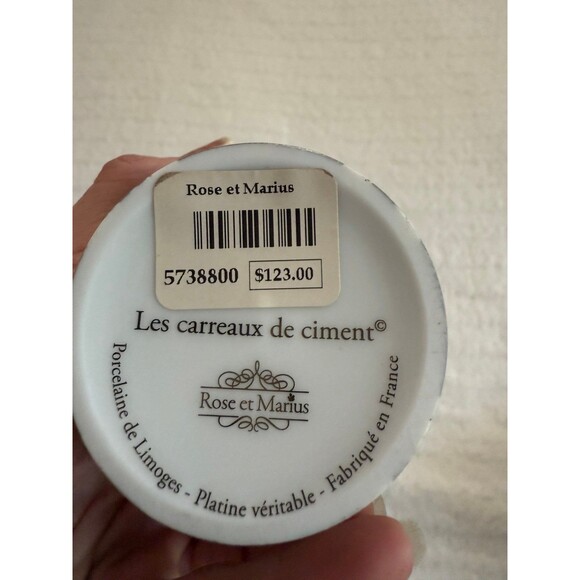 Rose et Marius
5738800 $123.00
Les carreaux de ciment©
Rose et Marius
Porcelaine de Limoges - Platine véritable - Fabriqué en France